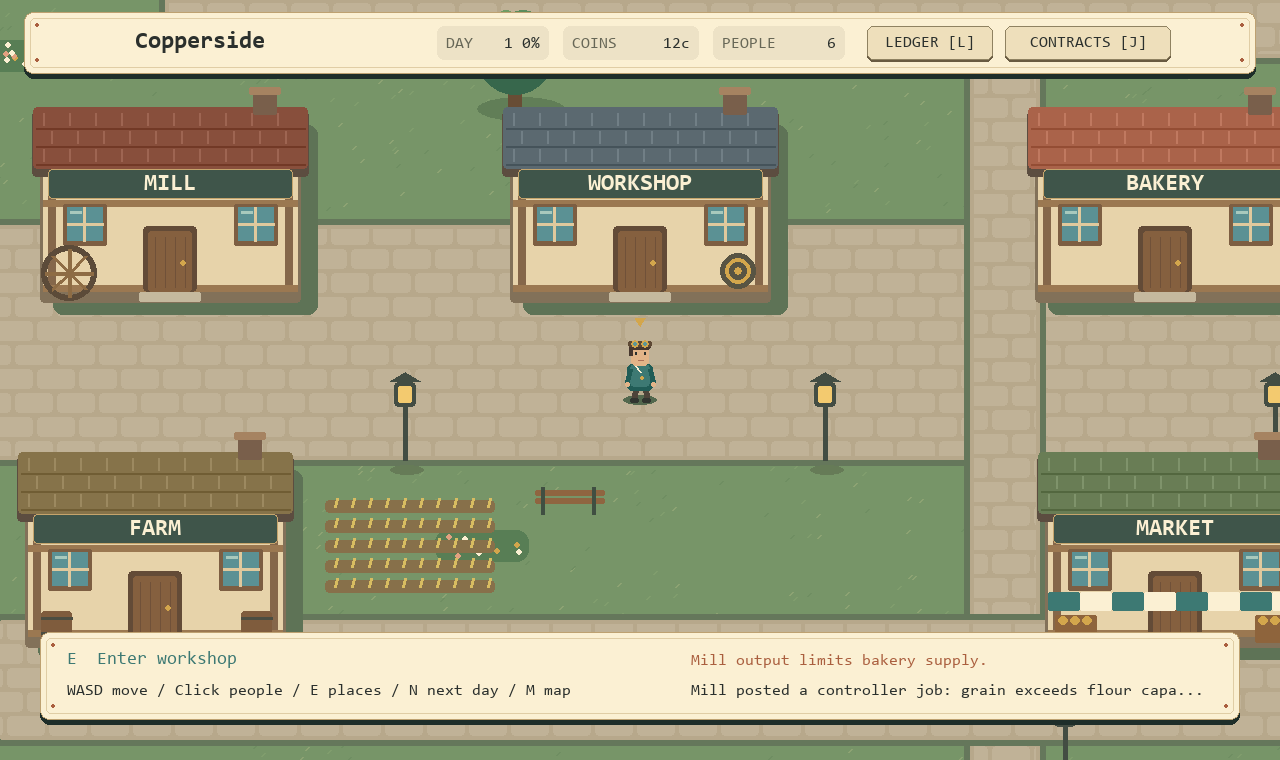 Copperside
DAY 1 0%
COINS 12c
PEOPLE 6
LEDGER [L]
CONTRACTS [J]
MILL
WORKSHOP
BAKERY
FARM
MARKET
E Enter workshop
Mill output limits bakery supply.
WASD move / Click people / E places / N next day / M map
Mill posted a controller job: grain exceeds flour capa...